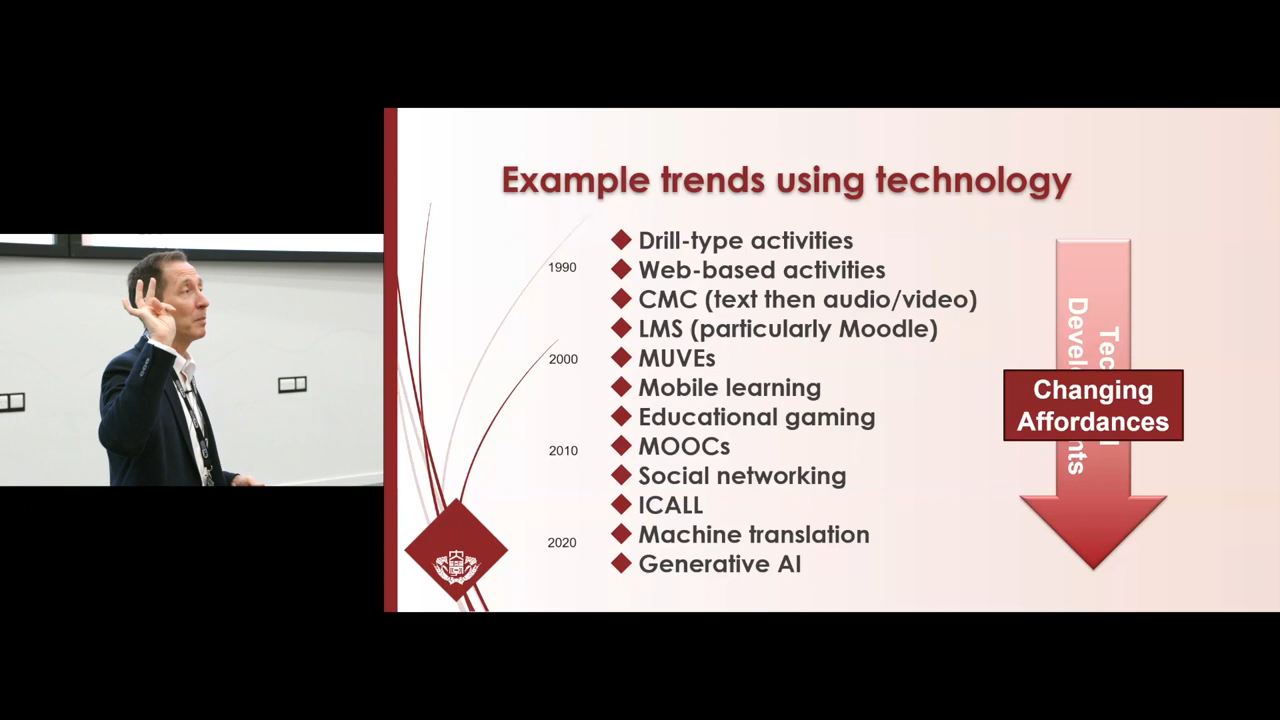 Example trends using technology
Drill-type activities
1990
Web-based activities
CMC (text then audio/video)
LMS (particularly Moodle)
2000
MUVEs
Mobile learning
Educational gaming
2010
MOOCs
Social networking
ICALL
2020
Machine translation
Generative AI
Changing
Affordances